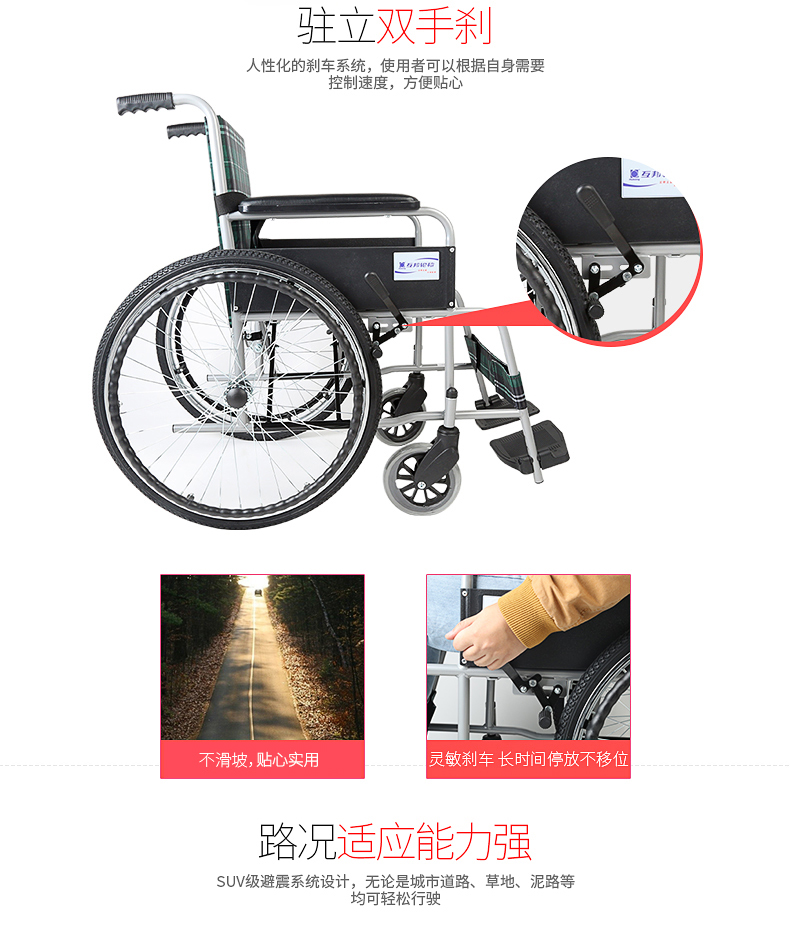 驻立双手刹
人性化的刹车系统，使用者可以根据自身需要
控制速度，方便贴心
互邦
互邦
不滑坡，贴心实用
灵敏刹车 长时间停放不移位
路况适应能力强
SUV级避震系统设计，无论是城市道路、草地、泥路等
均可轻松行驶